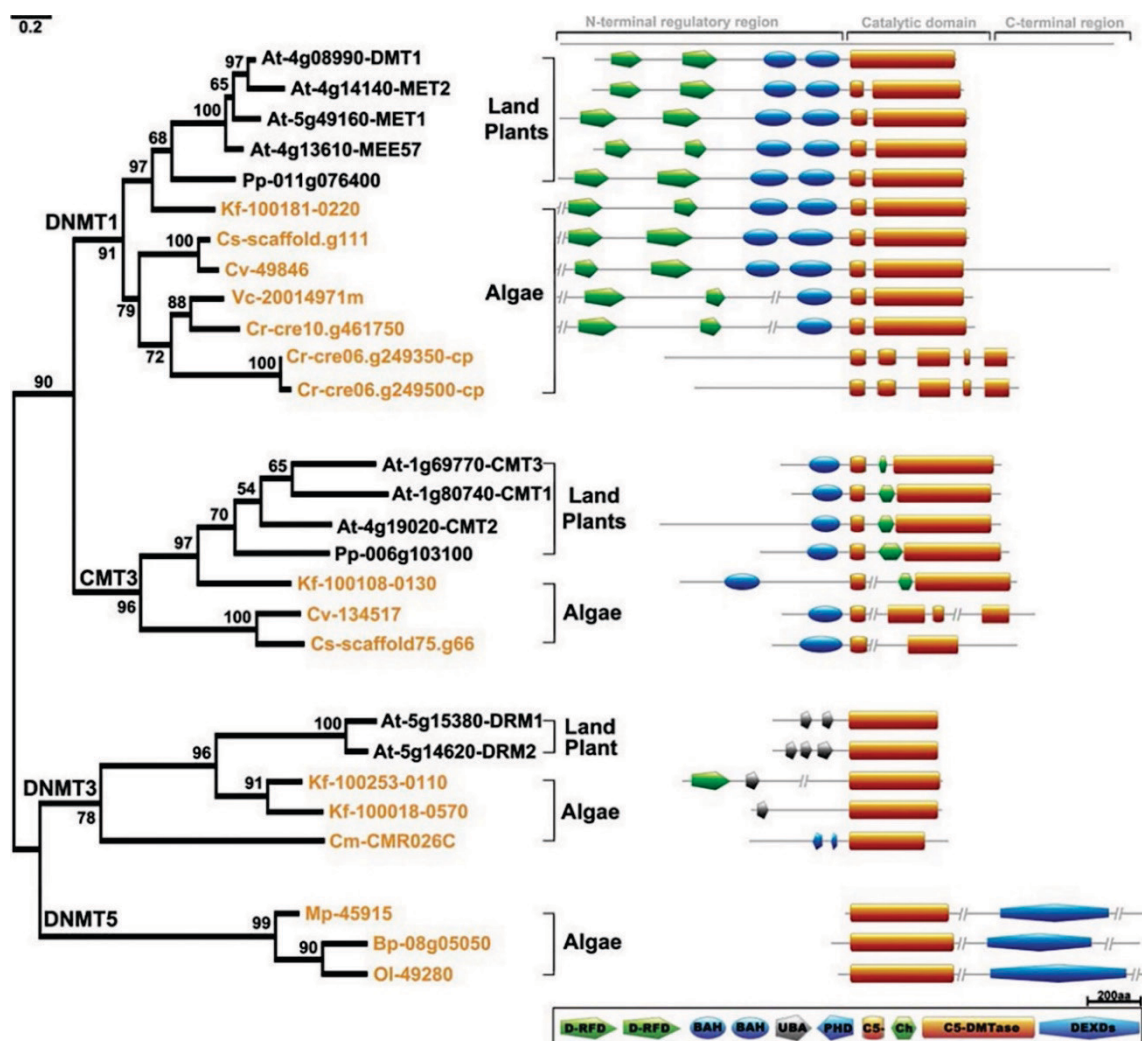 0.2
N-terminal regulatory region Catalytic domain C-terminal region
97 At-4g08990-DMT1
65 At-4g14140-MET2
100 At-5g49160-MET1
68 At-4g13610-MEE57
97 Pp-011g076400
Land
Plants
DNMT1
91
Kf-100181-0220
100 Cs-scaffold.g111
Cv-49846
79
88 Vc-20014971m
Cr-cre10.g461750
72
100 Cr-cre06.g249350-cp
Cr-cre06.g249500-cp
Algae
90
65 At-1g69770-CMT3
54 At-1g80740-CMT1
70 At-4g19020-CMT2
97 Pp-006g103100
Land
Plants
CMT3
96
Kf-100108-0130
100 Cv-134517
Cs-scaffold75.g66
Algae
100 At-5g15380-DRM1
At-5g14620-DRM2
Land
Plant
96
DNMT3
78
91 Kf-100253-0110
Kf-100018-0570
Cm-CMR026C
Algae
DNMT5
99 Mp-45915
90 Bp-08g05050
Ol-49280
Algae
200aa
D-RFD D-RFD BAH BAH UBA PHD C5- Ch C5-DMTase DEXDs